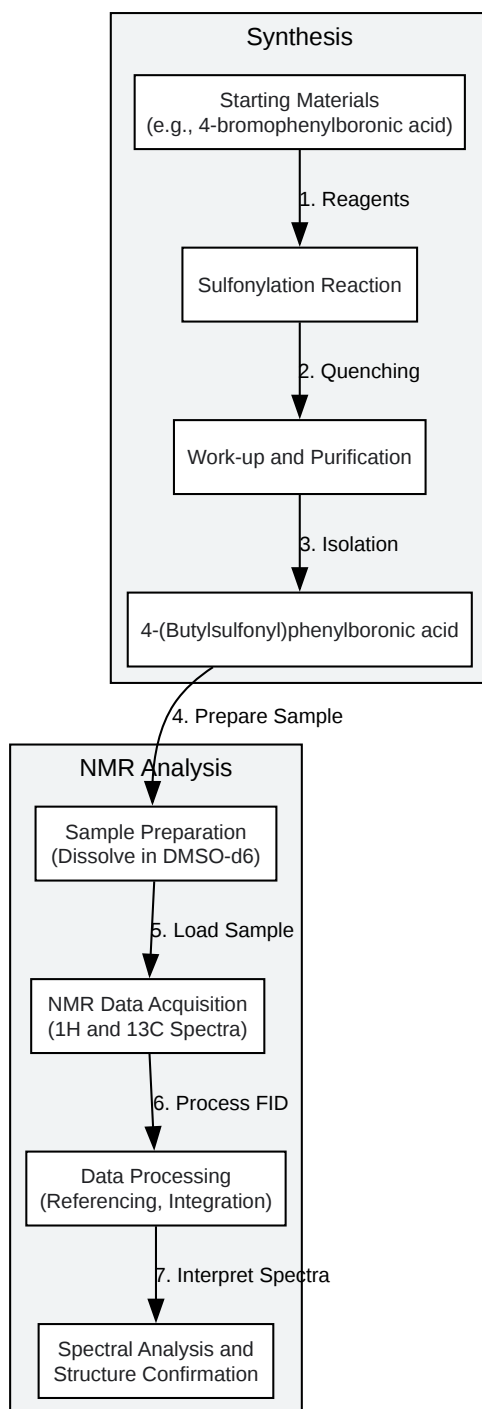 Synthesis
Starting Materials
(e.g., 4-bromophenylboronic acid)
1. Reagents
Sulfonylation Reaction
2. Quenching
Work-up and Purification
3. Isolation
4-(Butylsulfonyl)phenylboronic acid
4. Prepare Sample
NMR Analysis
Sample Preparation
(Dissolve in DMSO-d6)
5. Load Sample
NMR Data Acquisition
(1H and 13C Spectra)
6. Process FID
Data Processing
(Referencing, Integration)
7. Interpret Spectra
Spectral Analysis and
Structure Confirmation